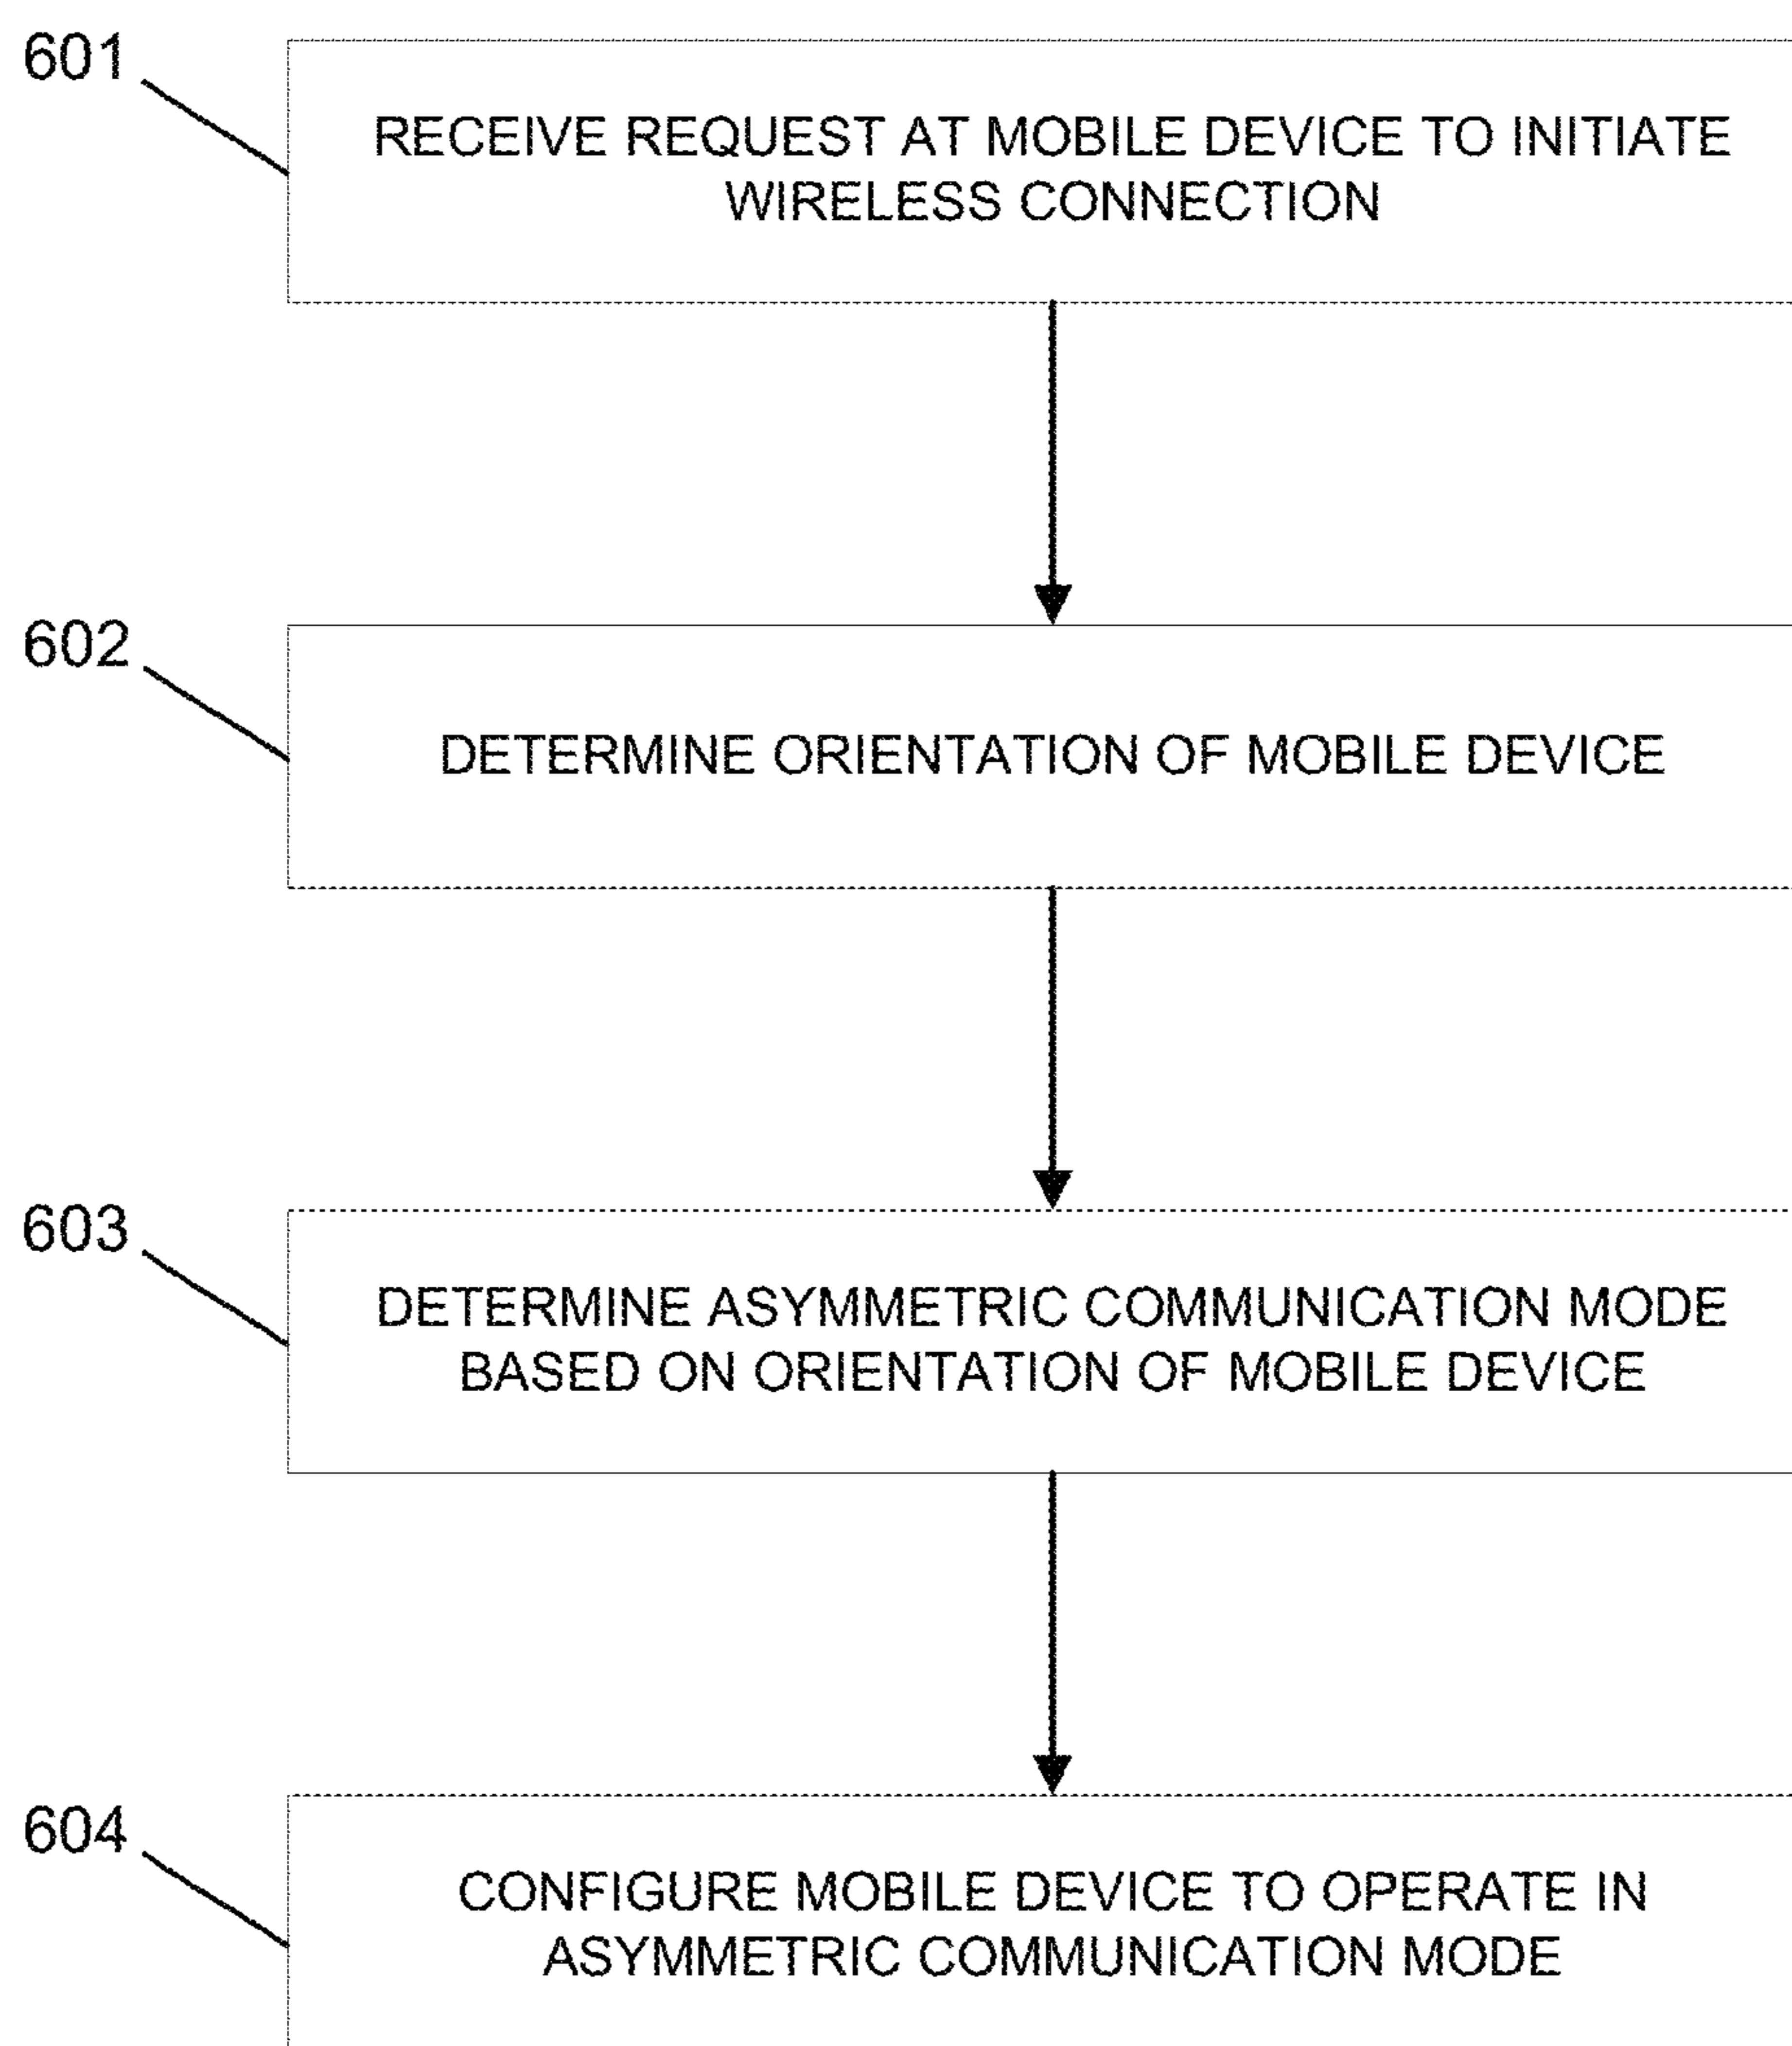 601
RECEIVE REQUEST AT MOBILE DEVICE TO INITIATE
WIRELESS CONNECTION
602
DETERMINE ORIENTATION OF MOBILE DEVICE
603
DETERMINE ASYMMETRIC COMMUNICATION MODE
BASED ON ORIENTATION OF MOBILE DEVICE
604
CONFIGURE MOBILE DEVICE TO OPERATE IN
ASYMMETRIC COMMUNICATION MODE